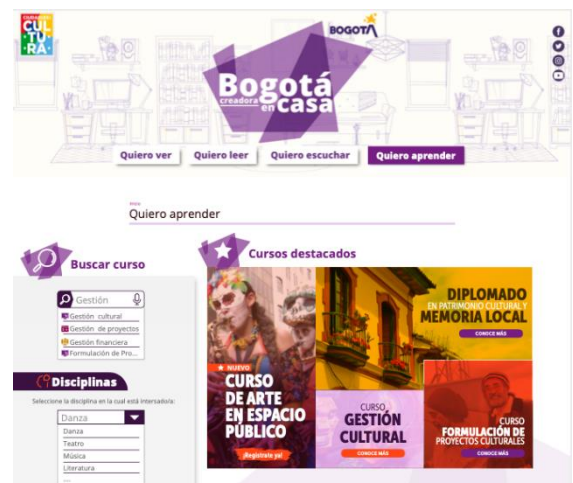 CIUDADANÍA
CUL
TU
RA
BOGOTÁ
Bogotá
creadora en casa
Quiero ver
Quiero leer
Quiero escuchar
Quiero aprender
Inicio
Quiero aprender
Buscar curso
Gestión
Gestión cultural
Gestión de proyectos
Gestión financiera
Formulación de Pro...
Disciplinas
Seleccione la disciplina en la cual está intersado/a:
Danza
Danza
Teatro
Música
Literatura
....
Cursos destacados
NUEVO
CURSO
DE ARTE
EN ESPACIO
PÚBLICO
¡Regístrate ya!
DIPLOMADO
EN PATRIMONIO CULTURAL Y
MEMORIA LOCAL
CONOCE MÁS
CURSO
GESTIÓN
CULTURAL
CONOCE MÁS
CURSO
FORMULACIÓN DE
PROYECTOS CULTURALES
CONOCE MÁS